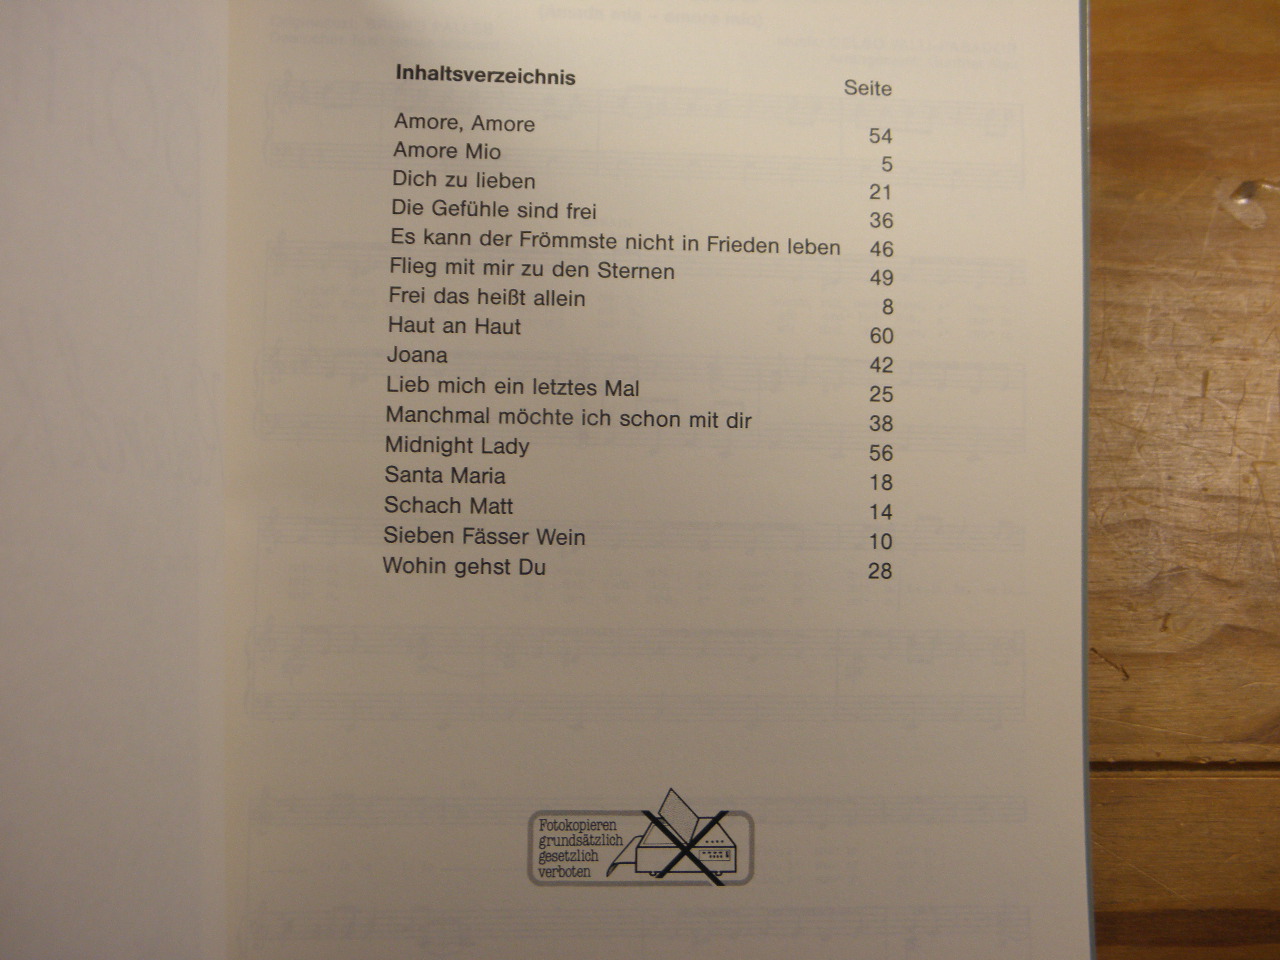 Inhaltsverzeichnis Seite
Amore, Amore 54
Amore Mio 5
Dich zu lieben 21
Die Gefühle sind frei 36
Es kann der Frömmste nicht in Frieden leben 46
Flieg mit mir zu den Sternen 49
Frei das heißt allein 8
Haut an Haut 60
Joana 42
Lieb mich ein letztes Mal 25
Manchmal möchte ich schon mit dir 38
Midnight Lady 56
Santa Maria 18
Schach Matt 14
Sieben Fässer Wein 10
Wohin gehst Du 28
Fotokopieren
grundsätzlich
gesetzlich
verboten